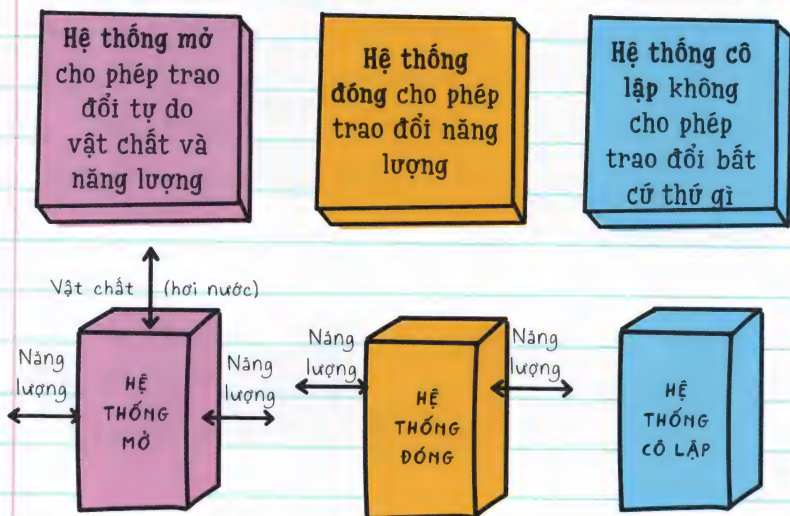 Hệ thống mở
cho phép trao
đổi tự do
vật chất và
năng lượng
Hệ thống
đóng cho phép
trao đổi năng
lượng
Hệ thống cô
lập không
cho phép
trao đổi bất
cứ thứ gì
Vật chất (hơi nước)
Năng
lượng
HỆ
THỐNG
MỞ
Năng
lượng
Năng
lượng
HỆ
THỐNG
ĐÓNG
Năng
lượng
HỆ
THỐNG
CÔ LẬP